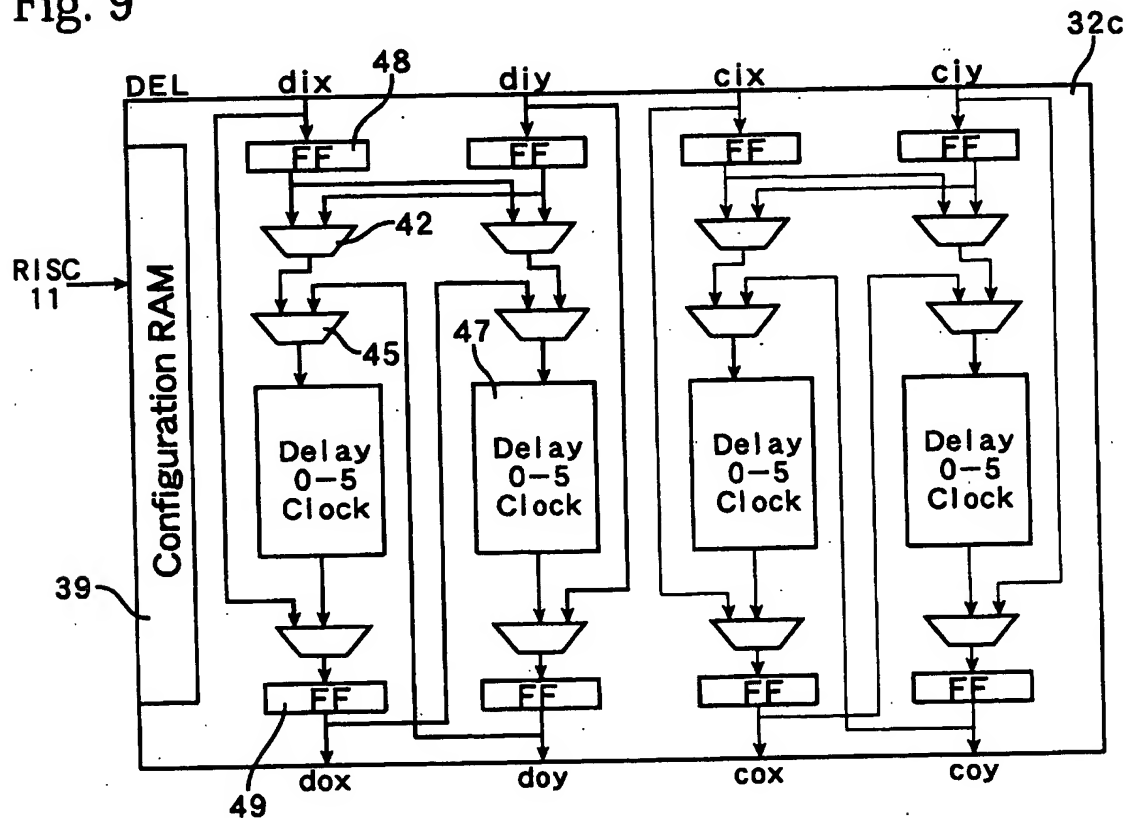 Fig. 9
32c
DEL dix 48 diy cix ciy
FF FF FF FF
42
RISC
11
Configuration RAM
45
47
Delay
0-5
Clock
Delay
0-5
Clock
Delay
0-5
Clock
Delay
0-5
Clock
39
FF FF FF FF
49
dox doy cox coy